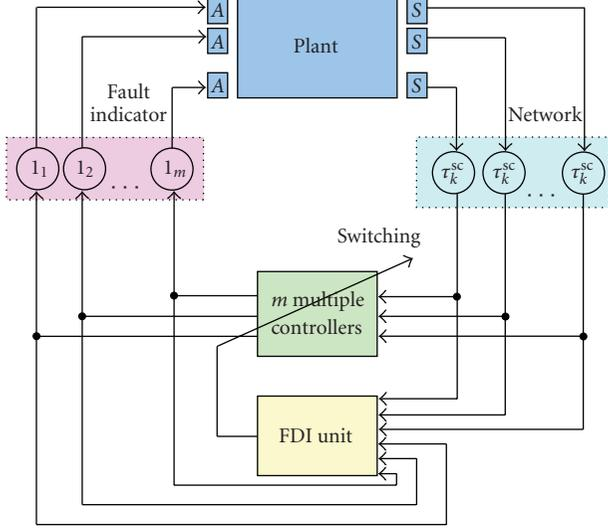 A
S
A
Plant
S
A
S
Fault
indicator
Network
1₁
1₂
...
1ₘ
τₖˢᶜ
τₖˢᶜ
...
τₖˢᶜ
Switching
m multiple
controllers
FDI unit